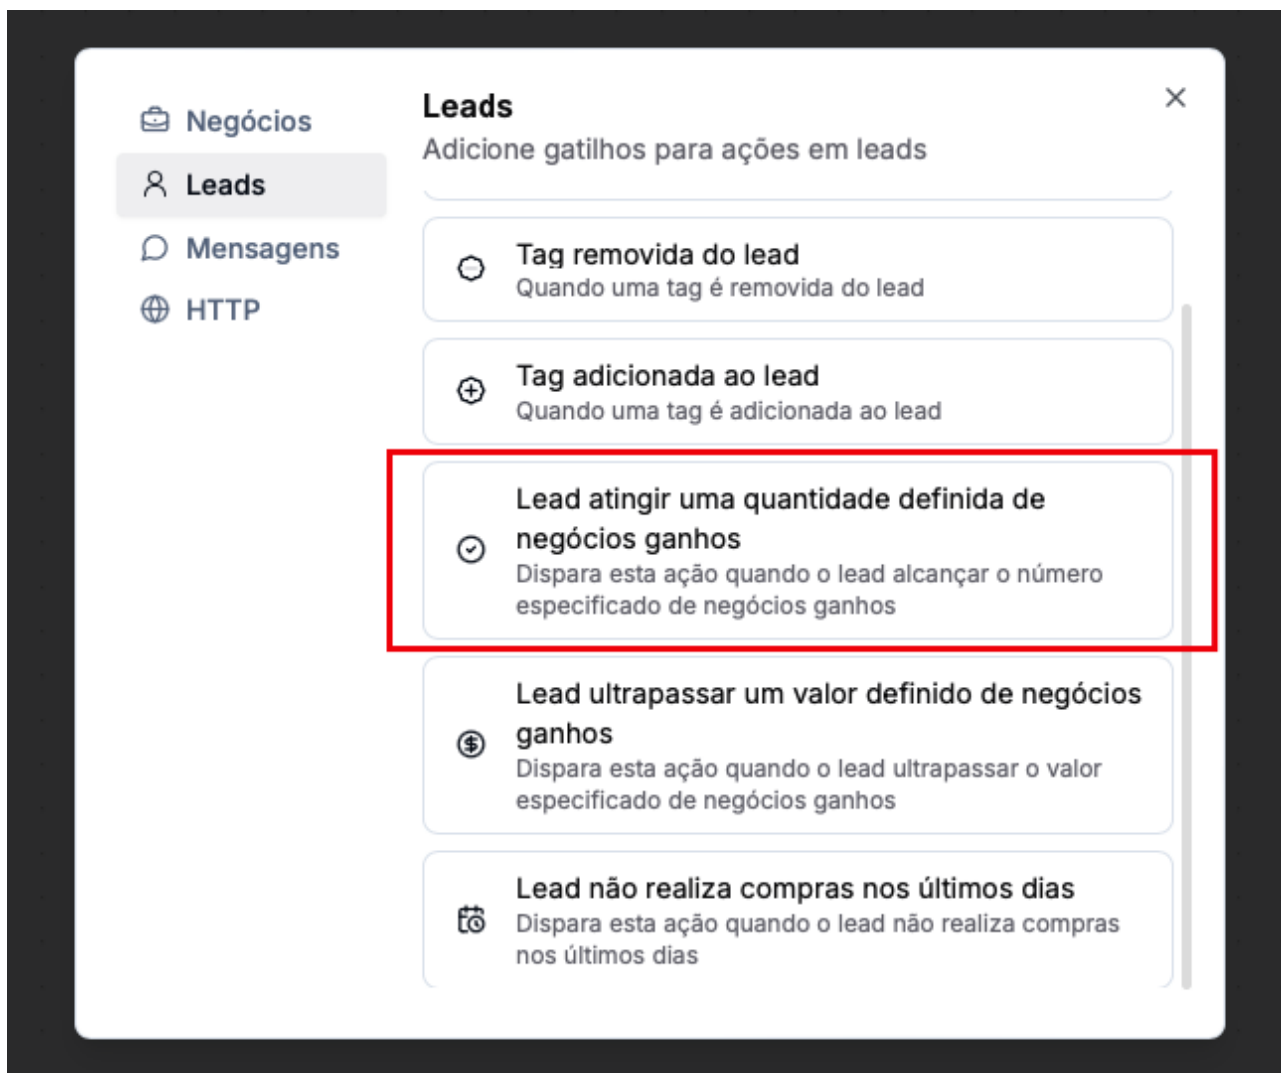 Negócios
Leads
Mensagens
HTTP
Leads
Adicione gatilhos para ações em leads
Tag removida do lead
Quando uma tag é removida do lead
Tag adicionada ao lead
Quando uma tag é adicionada ao lead
Lead atingir uma quantidade definida de
negócios ganhos
Dispara esta ação quando o lead alcançar o número
especificado de negócios ganhos
Lead ultrapassar um valor definido de negócios
ganhos
Dispara esta ação quando o lead ultrapassar o valor
especificado de negócios ganhos
Lead não realiza compras nos últimos dias
Dispara esta ação quando o lead não realiza compras
nos últimos dias